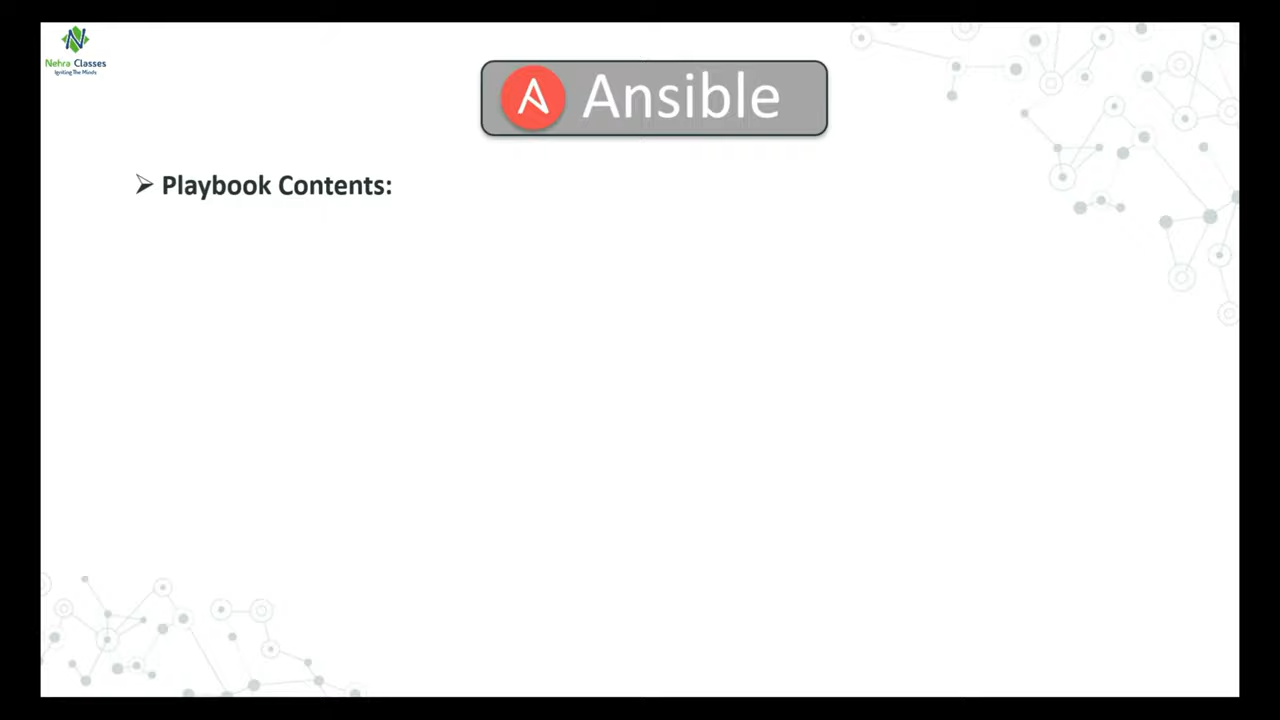 Nehra Classes
Igniting The Minds
Ansible
Playbook Contents: